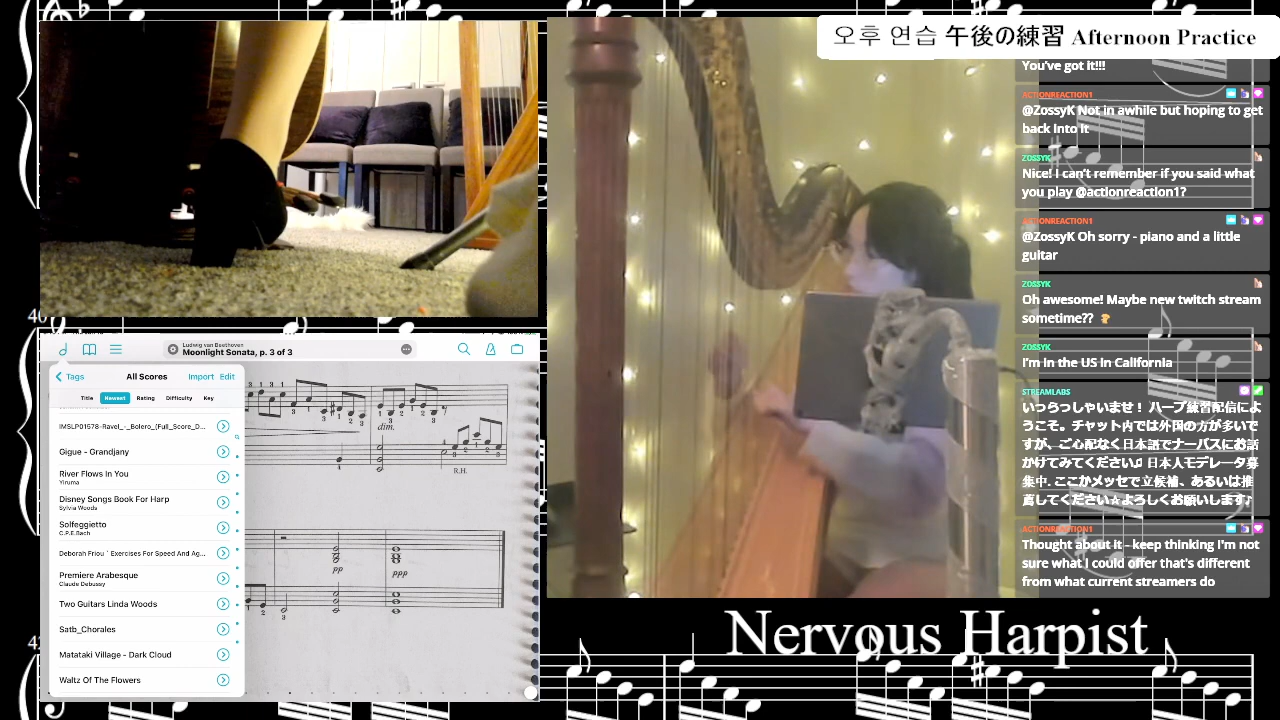 오후 연습 午後の練習 Afternoon Practice
You've got it!!!
ACTIONREACTION1
@ZossyK Not in awhile but hoping to get
back into it
ZOSSYK
Nice! I can't remember if you said what
you play @actionreaction1?
ACTIONREACTION1
@ZossyK Oh sorry - piano and a little
guitar
ZOSSYK
Oh awesome! Maybe new twitch stream
sometime??
ZOSSYK
I'm in the US in California
STREAMLABS
いつらっしゃいませ！ ハープ練習配信によ
うこそ。チャット内では外国の方が多いで
すが、ご心配なく日本語でナーバスにお話
かけてみてください♫ 日本人モデレータ募
集中. ここかメッセで立候補、あるいは推
薦してください☆よろしくお願いします♪
ACTIONREACTION1
Thought about it - keep thinking I'm not
sure what I could offer that's different
from what current streamers do
Ludwig van Beethoven
Moonlight Sonata, p. 3 of 3
Tags
All Scores
Import Edit
Title Newest Rating Difficulty Key
IMSLP01578-Ravel_-_Bolero_(Full_Score_D...
Gigue - Grandjany
River Flows in You
Yiruma
Disney Songs Book For Harp
Sylvia Woods
Solfeggietto
C.P.E.Bach
Deborah Friou ` Exercises For Speed And Ag...
Premiere Arabesque
Claude Debussy
Two Guitars Linda Woods
Satb_Chorales
Matataki Village - Dark Cloud
Waltz Of The Flowers
dim.
R.H.
pp
ppp
Nervous Harpist